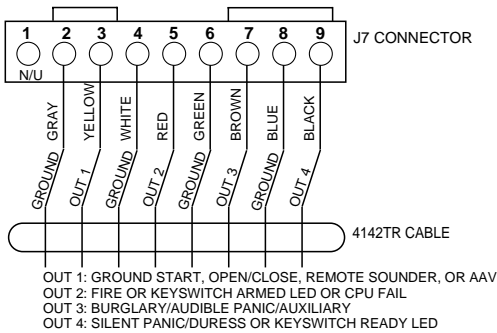 1 2 3 4 5 6 7 8 9
J7 CONNECTOR
N/U
GRAY YELLOW WHITE RED GREEN BROWN BLUE BLACK
GROUND OUT 1 GROUND OUT 2 GROUND OUT 3 GROUND OUT 4
4142TR CABLE
OUT 1: GROUND START, OPEN/CLOSE, REMOTE SOUNDER, OR AAV
OUT 2: FIRE OR KEYSWITCH ARMED LED OR CPU FAIL
OUT 3: BURGLARY/AUDIBLE PANIC/AUXILIARY
OUT 4: SILENT PANIC/DURESS OR KEYSWITCH READY LED